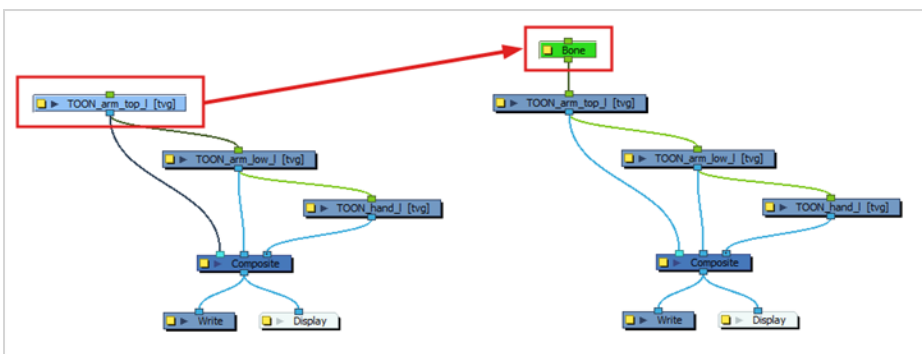 TOON_arm_top_l [tvg]
TOON_arm_low_l [tvg]
TOON_hand_l [tvg]
Composite
Write
Display
Bone
TOON_arm_top_l [tvg]
TOON_arm_low_l [tvg]
TOON_hand_l [tvg]
Composite
Write
Display